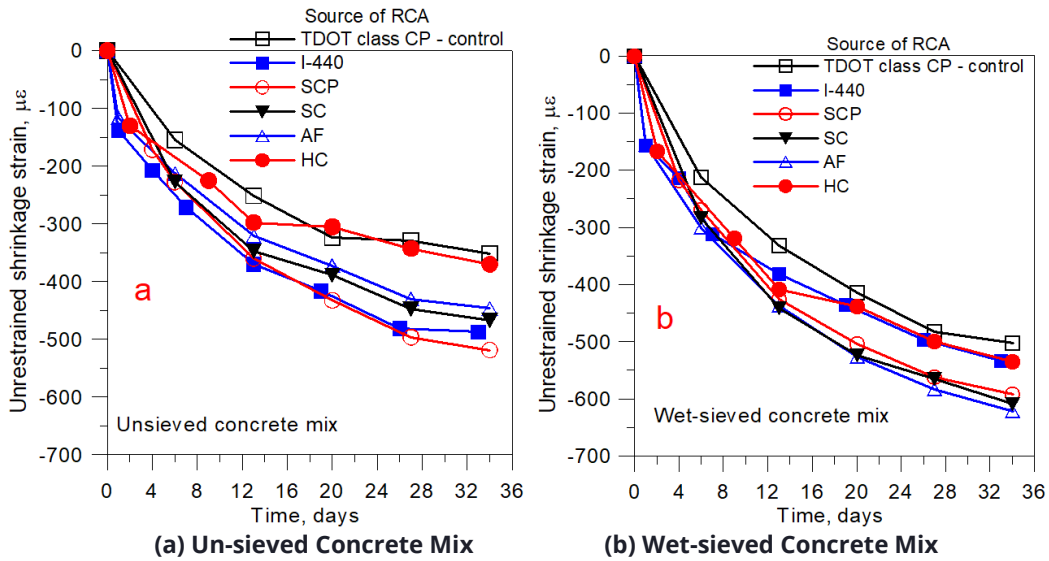 Source of RCA
TDOT class CP - control
I-440
SCP
SC
AF
HC
Unrestrained shrinkage strain, µε
0
-100
-200
-300
-400
-500
-600
-700
a
Unsieved concrete mix
0 4 8 12 16 20 24 28 32 36
Time, days
(a) Un-sieved Concrete Mix
Source of RCA
TDOT class CP - control
I-440
SCP
SC
AF
HC
Unrestrained shrinkage strain, µε
0
-100
-200
-300
-400
-500
-600
-700
b
Wet-sieved concrete mix
0 4 8 12 16 20 24 28 32 36
Time, days
(b) Wet-sieved Concrete Mix